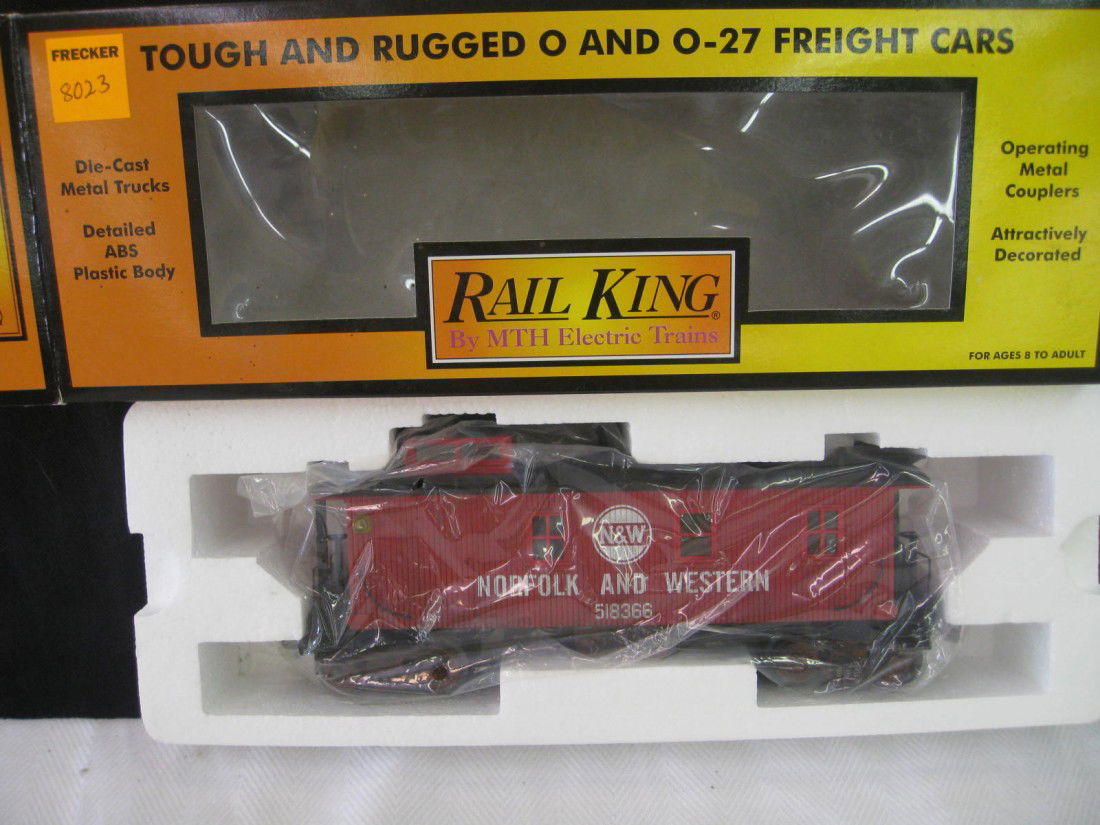 FRECKER
8023
TOUGH AND RUGGED O AND O-27 FREIGHT CARS
Die-Cast
Metal Trucks
Detailed
ABS
Plastic Body
Operating
Metal
Couplers
Attractively
Decorated
RAIL KING®
By MTH Electric Trains
FOR AGES 8 TO ADULT
N&W
NORFOLK AND WESTERN
518366